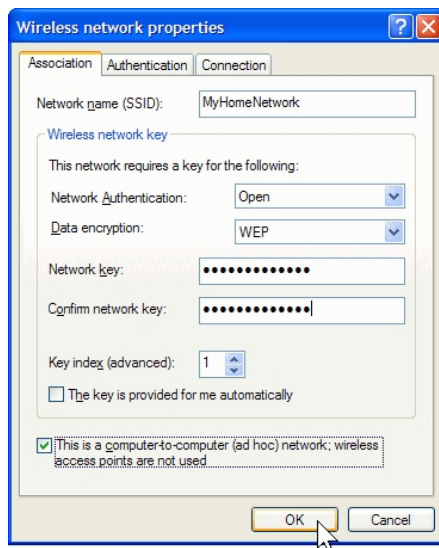 Wireless network properties
Association Authentication Connection
Network name (SSID): MyHomeNetwork
Wireless network key
This network requires a key for the following:
Network Authentication: Open
Data encryption: WEP
Network key: •••••••••••••
Confirm network key: •••••••••••••
Key index (advanced): 1
The key is provided for me automatically
This is a computer-to-computer (ad hoc) network; wireless
access points are not used
OK Cancel